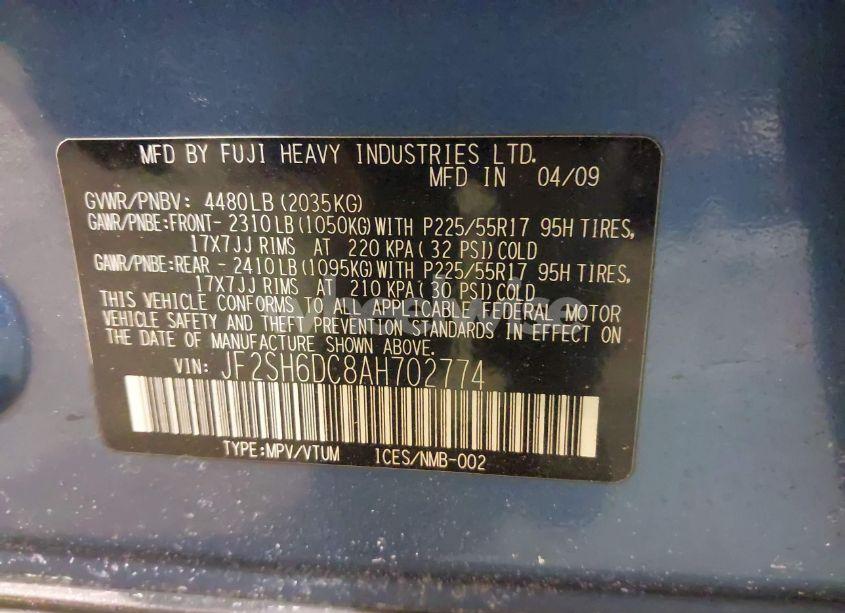 MFD BY FUJI HEAVY INDUSTRIES LTD.
MFD IN 04/09
GVWR/PNBV: 4480LB (2035KG)
GAWR/PNBE:FRONT- 2310LB(1050KG)WITH P225/55R17 95H TIRES,
17X7JJ RIMS AT 220 KPA( 32 PSI)COLD
GAWR/PNBE:REAR - 2410LB(1095KG)WITH P225/55R17 95H TIRES,
17X7JJ RIMS AT 210 KPA( 30 PSI)COLD
THIS VEHICLE CONFORMS TO ALL APPLICABLE FEDERAL MOTOR
VEHICLE SAFETY AND THEFT PREVENTION STANDARDS IN EFFECT ON
THE DATE OF MANUFACTURE SHOWN ABOVE.
VIN: JF2SH6DC8AH702774
TYPE:MPV/VTUM ICES/NMB-002